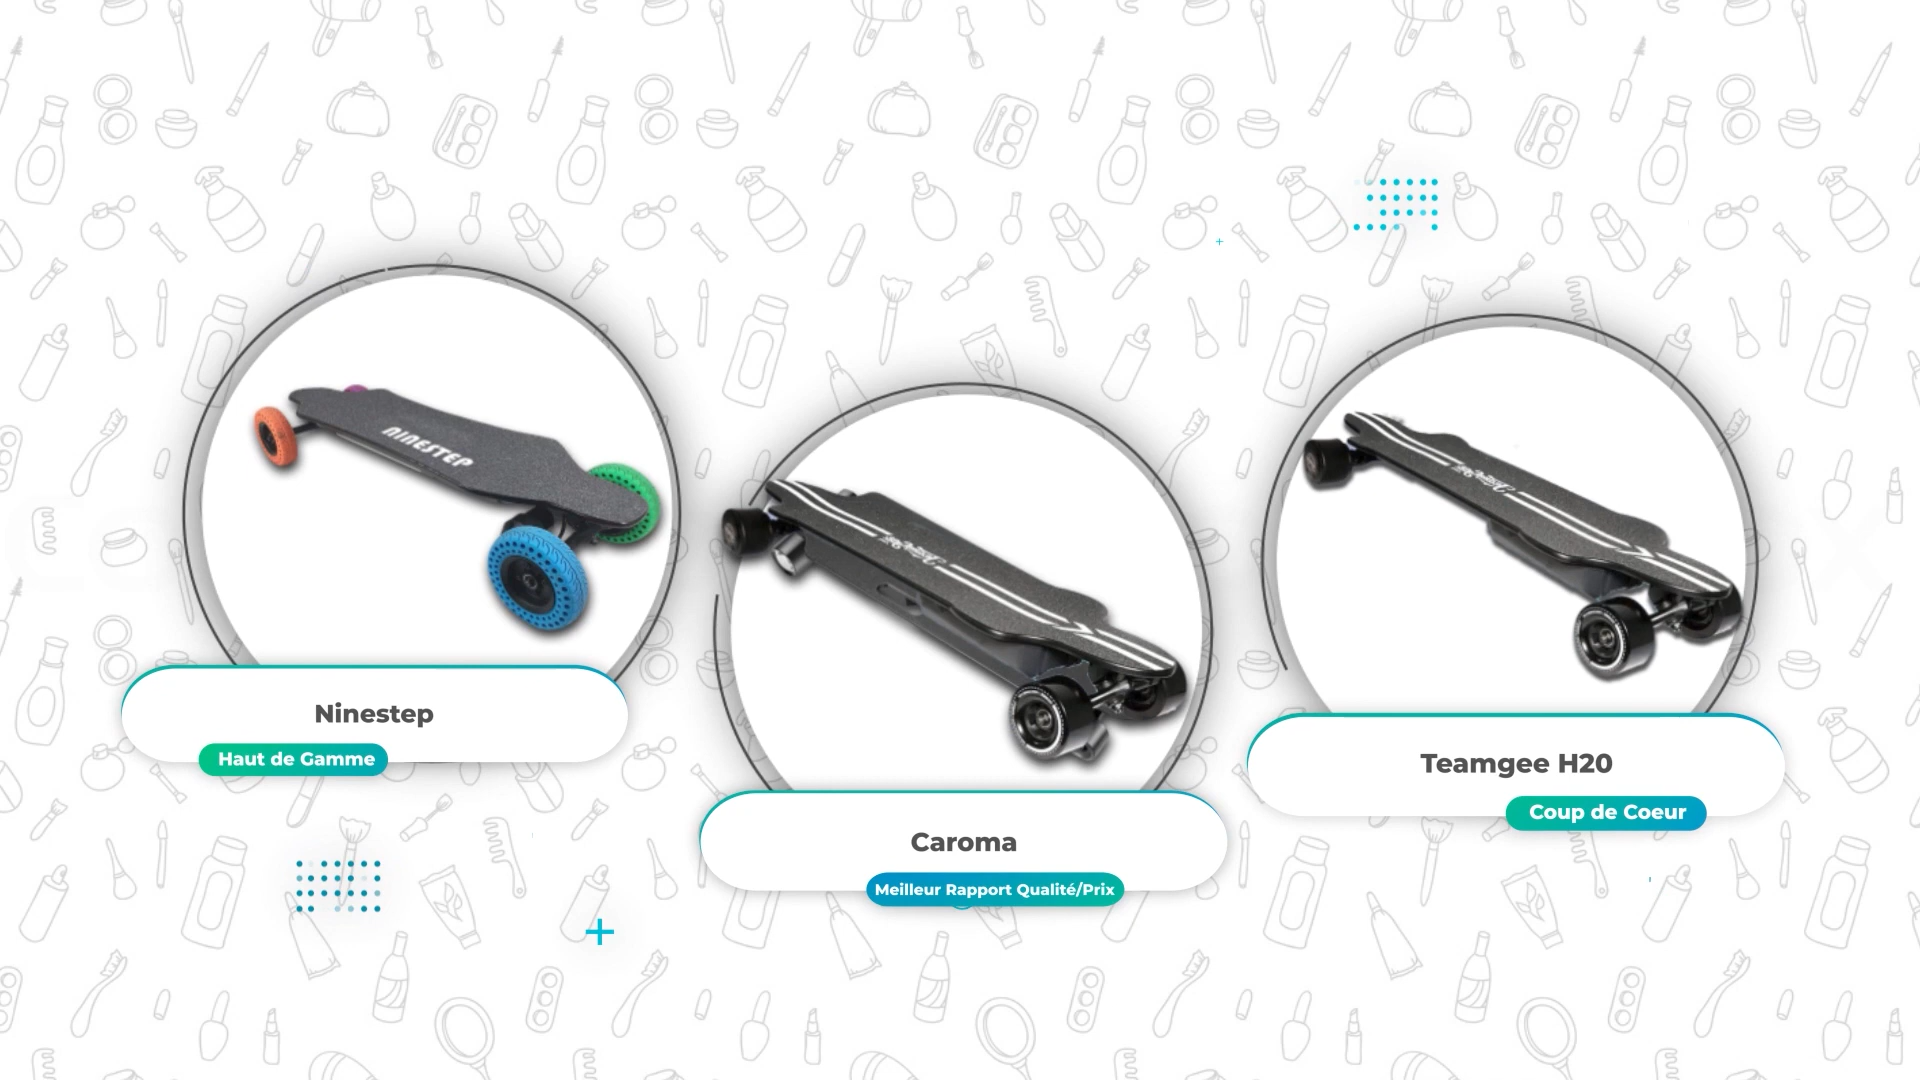 NINESTEP
Ninestep
Haut de Gamme
Caroma
Meilleur Rapport Qualité/Prix
Teamgee H20
Coup de Coeur